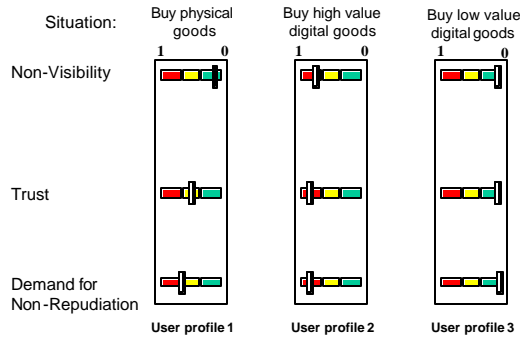 Situation:
Buy physical
goods
Buy high value
digital goods
Buy low value
digital goods
1 0
1 0
1 0
Non-Visibility
Trust
Demand for
Non-Repudiation
User profile 1
User profile 2
User profile 3